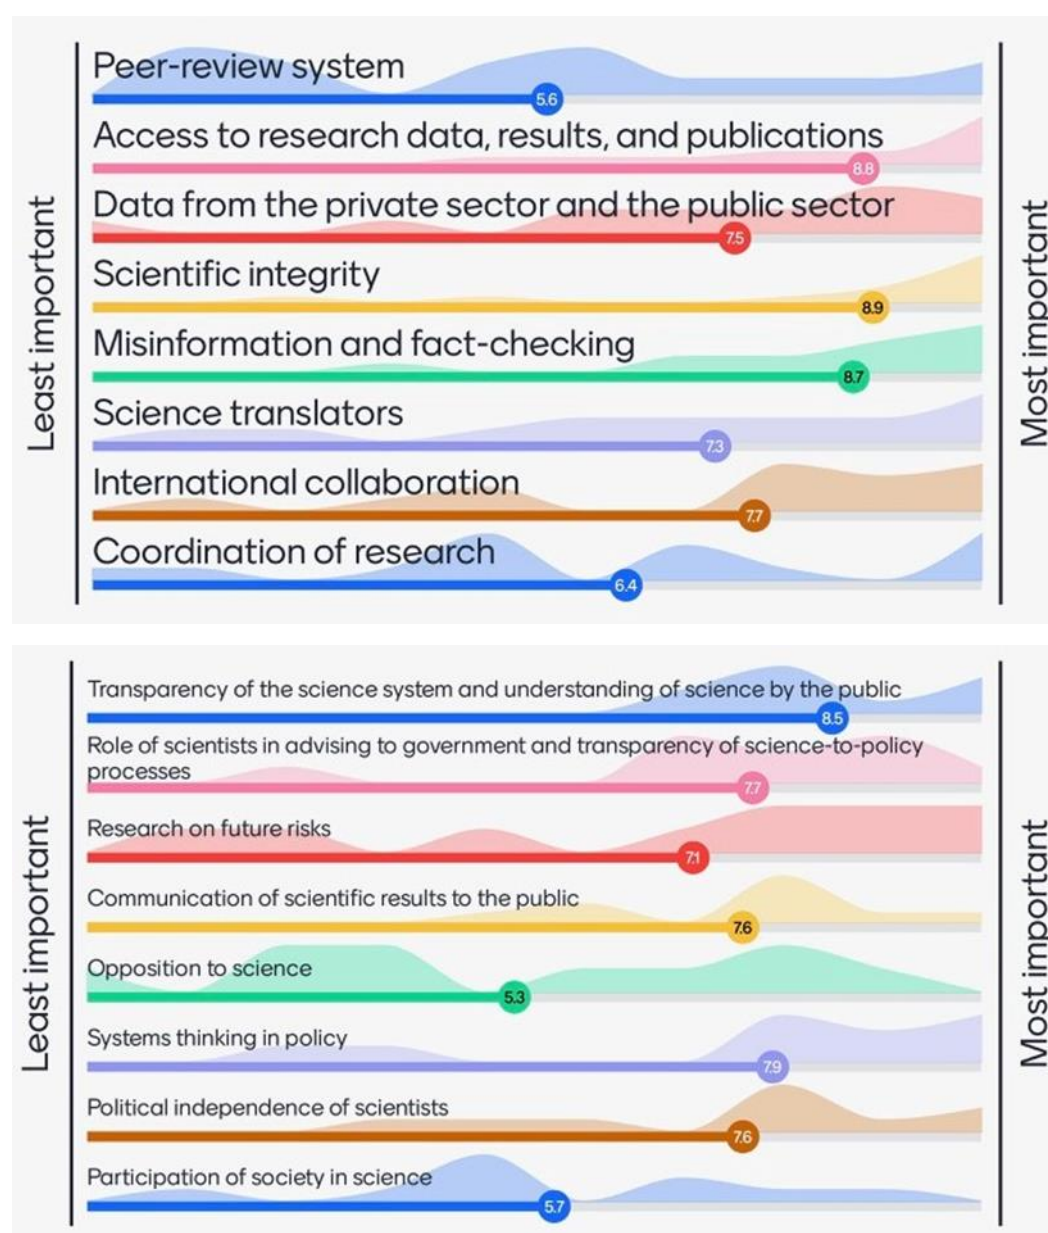 Least important
Most important
Peer-review system
5.6
Access to research data, results, and publications
8.8
Data from the private sector and the public sector
7.5
Scientific integrity
8.9
Misinformation and fact-checking
8.7
Science translators
7.3
International collaboration
7.7
Coordination of research
6.4
Least important
Most important
Transparency of the science system and understanding of science by the public
8.5
Role of scientists in advising to government and transparency of science-to-policy
processes
7.7
Research on future risks
7.1
Communication of scientific results to the public
7.6
Opposition to science
5.3
Systems thinking in policy
7.9
Political independence of scientists
7.6
Participation of society in science
5.7